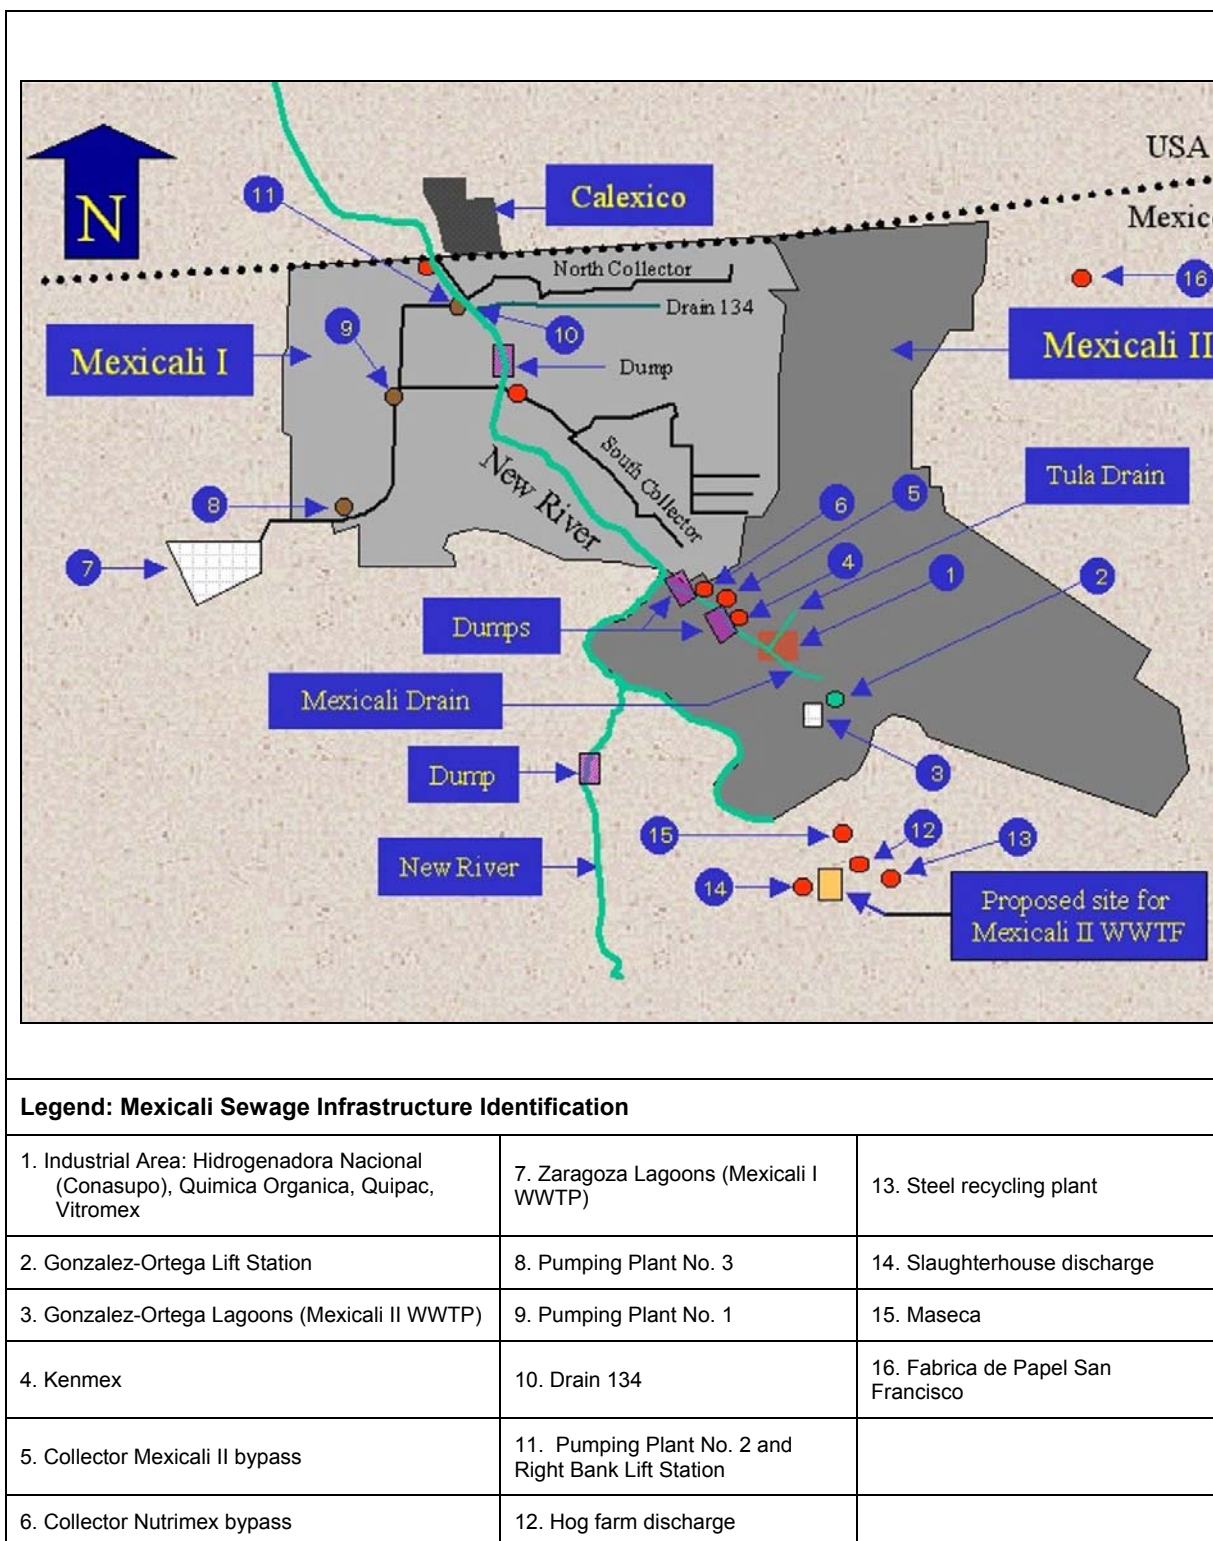 USA
N
11
Calexico
Mexic
16
North Collector
Drain 134
9
10
Mexicali I
Mexicali II
Dump
South Collector
New River
Tula Drain
8
6
5
7
4
1
2
Dumps
Mexicali Drain
Dump
3
15
12
13
New River
14
Proposed site for
Mexicali II WWTF
Legend: Mexicali Sewage Infrastructure Identification
1. Industrial Area: Hidrogenadora Nacional
(Conasupo), Quimica Organica, Quipac,
Vitromex
7. Zaragoza Lagoons (Mexicali I
WWTP)
13. Steel recycling plant
2. Gonzalez-Ortega Lift Station
8. Pumping Plant No. 3
14. Slaughterhouse discharge
3. Gonzalez-Ortega Lagoons (Mexicali II WWTP)
9. Pumping Plant No. 1
15. Maseca
4. Kenmex
10. Drain 134
16. Fabrica de Papel San
Francisco
5. Collector Mexicali II bypass
11. Pumping Plant No. 2 and
Right Bank Lift Station
6. Collector Nutrimex bypass
12. Hog farm discharge